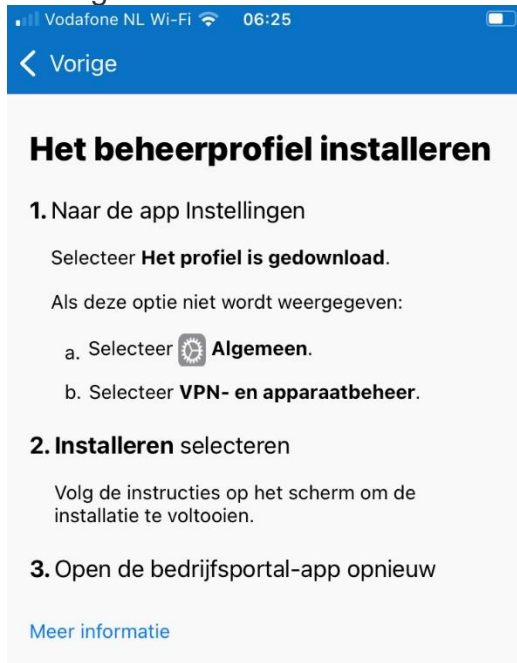 Vodafone NL Wi-Fi 06:25
Vorige
Het beheerprofiel installeren
1. Naar de app Instellingen
Selecteer Het profiel is gedownload.
Als deze optie niet wordt weergegeven:
a. Selecteer Algemeen.
b. Selecteer VPN- en apparaatbeheer.
2. Installeren selecteren
Volg de instructies op het scherm om de
installatie te voltooien.
3. Open de bedrijfsportal-app opnieuw
Meer informatie